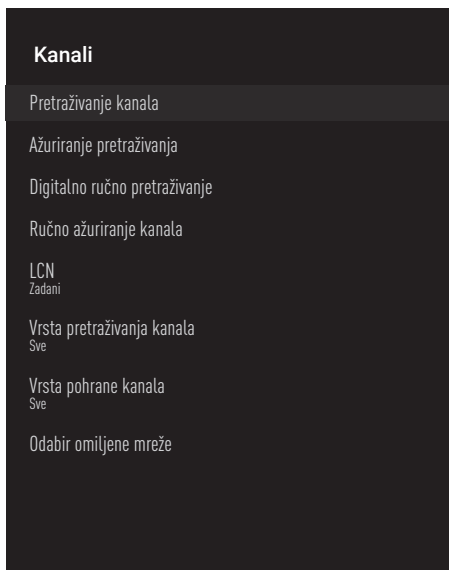 Kanali
Pretraživanje kanala
Ažuriranje pretraživanja
Digitalno ručno pretraživanje
Ručno ažuriranje kanala
LCN
Zadani
Vrsta pretraživanja kanala
Sve
Vrsta pohrane kanala
Sve
Odabir omiljene mreže